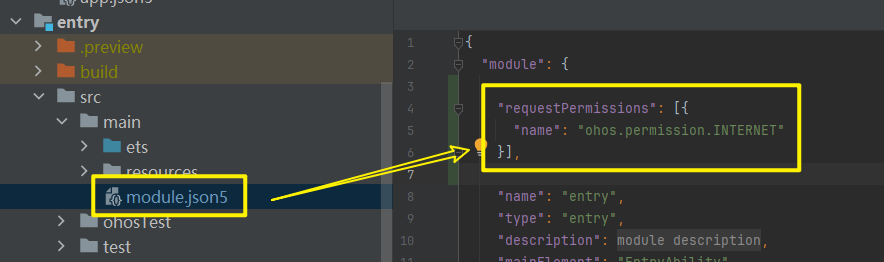 app.json5
entry
.preview
build
src
main
ets
resources
module.json5
ohosTest
test
1 {
2 "module": {
3
4 "requestPermissions": [{
5 "name": "ohos.permission.INTERNET"
6 }],
7
8 "name": "entry",
9 "type": "entry",
10 "description": module description,
11 "mainElement": "EntryAbility"